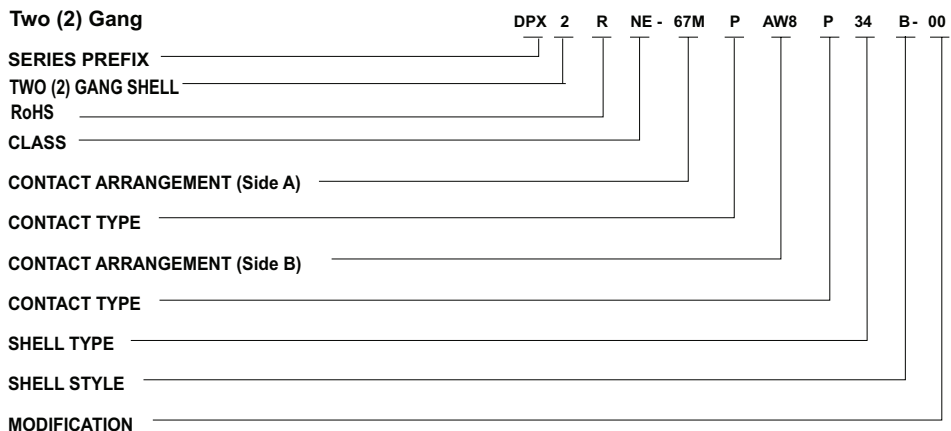 Two (2) Gang
DPX 2 R NE - 67M P AW8 P 34 B - 00
SERIES PREFIX
TWO (2) GANG SHELL
RoHS
CLASS
CONTACT ARRANGEMENT (Side A)
CONTACT TYPE
CONTACT ARRANGEMENT (Side B)
CONTACT TYPE
SHELL TYPE
SHELL STYLE
MODIFICATION